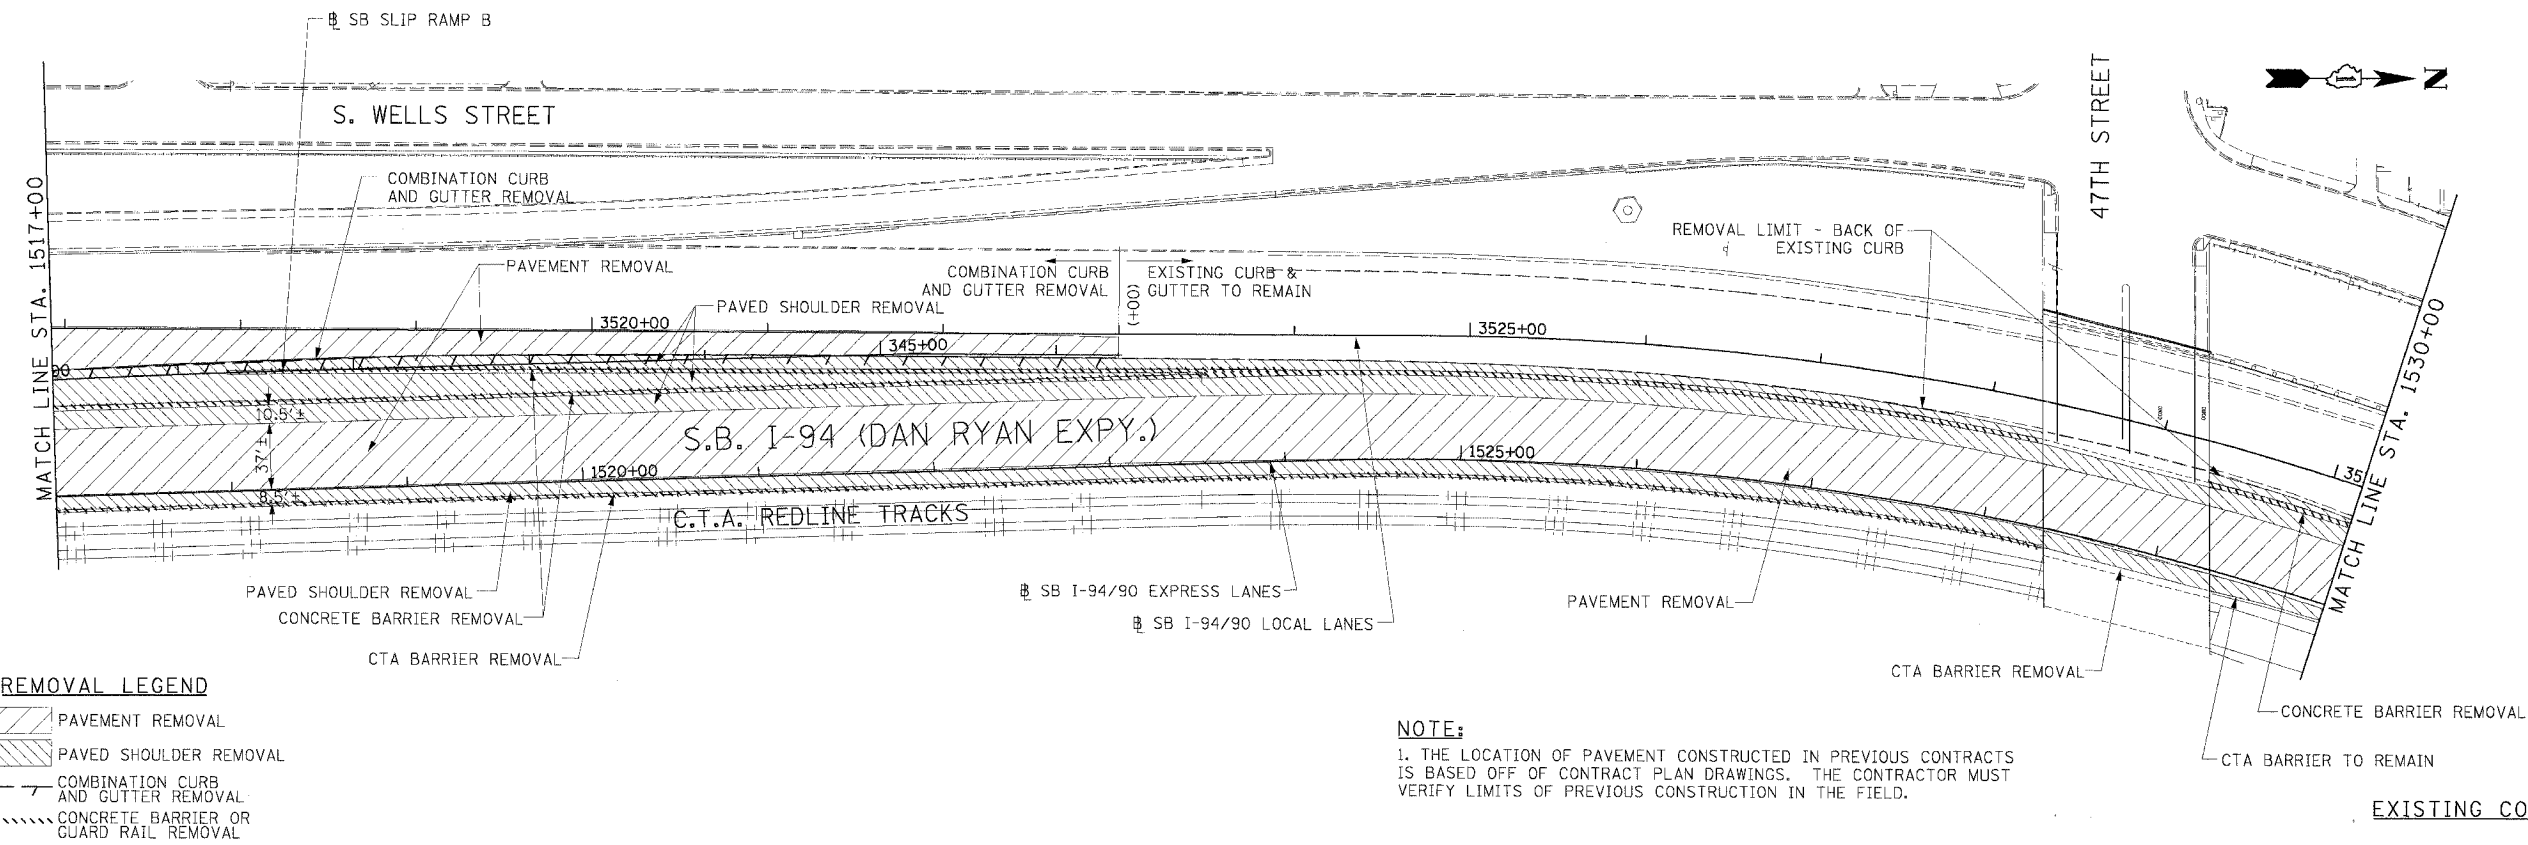 ℄ SB SLIP RAMP B
S. WELLS STREET
47TH STREET
N
COMBINATION CURB
AND GUTTER REMOVAL
MATCH LINE STA. 1517+00
PAVEMENT REMOVAL
PAVED SHOULDER REMOVAL
COMBINATION CURB
AND GUTTER REMOVAL
EXISTING CURB &
GUTTER TO REMAIN
(+00)
REMOVAL LIMIT - BACK OF
EXISTING CURB
3520+00
345+00
3525+00
10.5'±
37'±
8.5'±
S.B. I-94 (DAN RYAN EXPY.)
1520+00
1525+00
35
MATCH LINE STA. 1530+00
C.T.A. REDLINE TRACKS
PAVED SHOULDER REMOVAL
CONCRETE BARRIER REMOVAL
CTA BARRIER REMOVAL
℄ SB I-94/90 EXPRESS LANES
℄ SB I-94/90 LOCAL LANES
PAVEMENT REMOVAL
CTA BARRIER REMOVAL
CONCRETE BARRIER REMOVAL
CTA BARRIER TO REMAIN
REMOVAL LEGEND
PAVEMENT REMOVAL
PAVED SHOULDER REMOVAL
COMBINATION CURB
AND GUTTER REMOVAL
CONCRETE BARRIER OR
GUARD RAIL REMOVAL
NOTE:
1. THE LOCATION OF PAVEMENT CONSTRUCTED IN PREVIOUS CONTRACTS
IS BASED OFF OF CONTRACT PLAN DRAWINGS. THE CONTRACTOR MUST
VERIFY LIMITS OF PREVIOUS CONSTRUCTION IN THE FIELD.
EXISTING CO